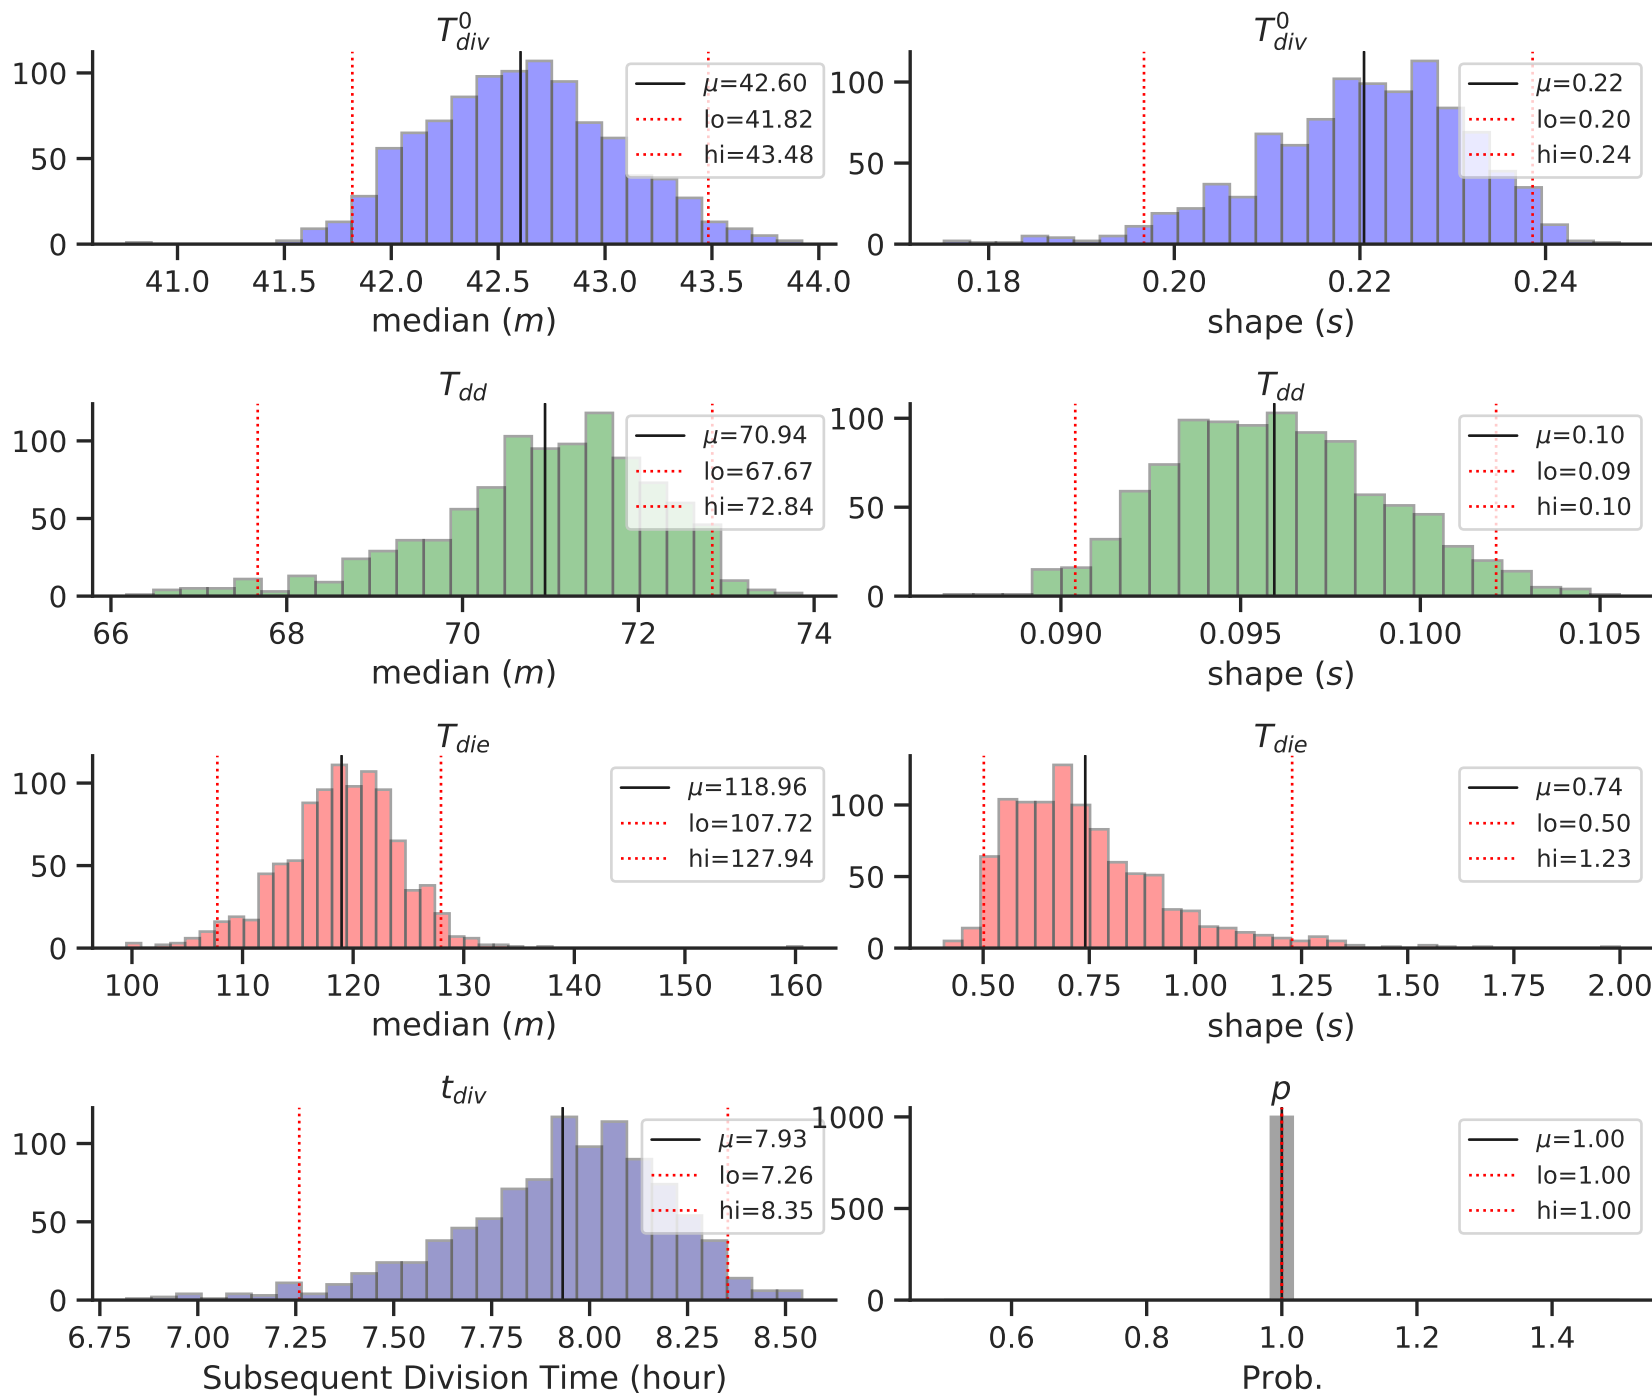 T⁰div
100
50
0
μ=42.60
lo=41.82
hi=43.48
41.0 41.5 42.0 42.5 43.0 43.5 44.0
median (m)
T⁰div
100
50
0
μ=0.22
lo=0.20
hi=0.24
0.18 0.20 0.22 0.24
shape (s)
Tdd
100
50
0
μ=70.94
lo=67.67
hi=72.84
66 68 70 72 74
median (m)
Tdd
100
50
0
μ=0.10
lo=0.09
hi=0.10
0.090 0.095 0.100 0.105
shape (s)
Tdie
100
50
0
μ=118.96
lo=107.72
hi=127.94
100 110 120 130 140 150 160
median (m)
Tdie
100
50
0
μ=0.74
lo=0.50
hi=1.23
0.50 0.75 1.00 1.25 1.50 1.75 2.00
shape (s)
tdiv
100
50
0
μ=7.93
lo=7.26
hi=8.35
6.75 7.00 7.25 7.50 7.75 8.00 8.25 8.50
Subsequent Division Time (hour)
p
1000
500
0
μ=1.00
lo=1.00
hi=1.00
0.6 0.8 1.0 1.2 1.4
Prob.